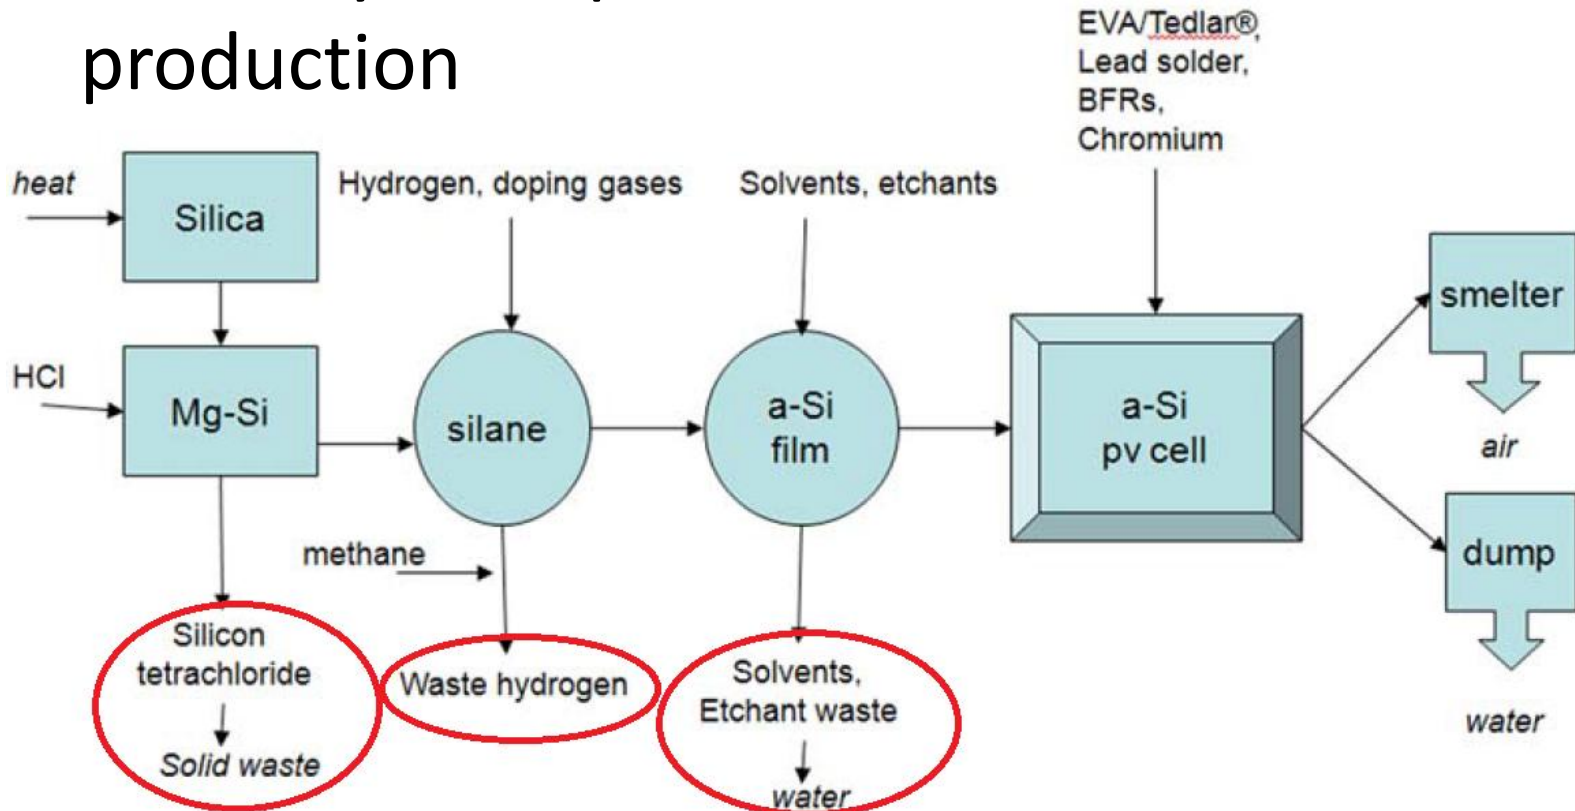 production
EVA/Tedlar®,
Lead solder,
BFRs,
Chromium
heat
Silica
Hydrogen, doping gases
Solvents, etchants
smelter
HCl
Mg-Si
silane
a-Si
film
a-Si
pv cell
air
methane
dump
Silicon
tetrachloride
Solid waste
Waste hydrogen
Solvents,
Etchant waste
water
water